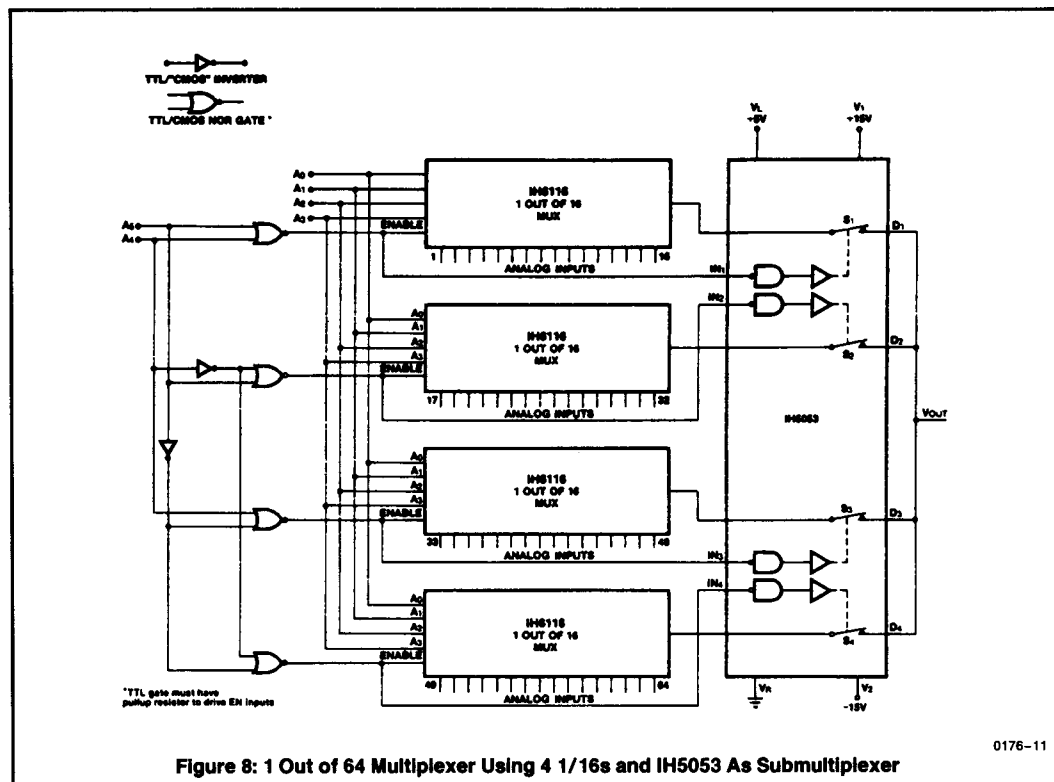 TTL/"CMOS" INVERTER
TTL/CMOS NOR GATE *
VL
+5V
V1
+15V
A0
A1
A2
A3
ENABLE
IH6116
1 OUT OF 16
MUX
1
16
ANALOG INPUTS
A5
A4
S1
D1
IN1
IN2
A0
A1
A2
A3
ENABLE
IH6116
1 OUT OF 16
MUX
17
32
ANALOG INPUTS
D2
S2
IH5053
VOUT
A0
A1
A2
A3
ENABLE
IH6116
1 OUT OF 16
MUX
33
48
ANALOG INPUTS
S3
D3
IN3
IN4
A0
A1
A2
A3
ENABLE
IH6116
1 OUT OF 16
MUX
49
64
ANALOG INPUTS
D4
S4
VR
V2
-15V
*TTL gate must have
pullup resistor to drive EN inputs
0176-11
Figure 8: 1 Out of 64 Multiplexer Using 4 1/16s and IH5053 As Submultiplexer